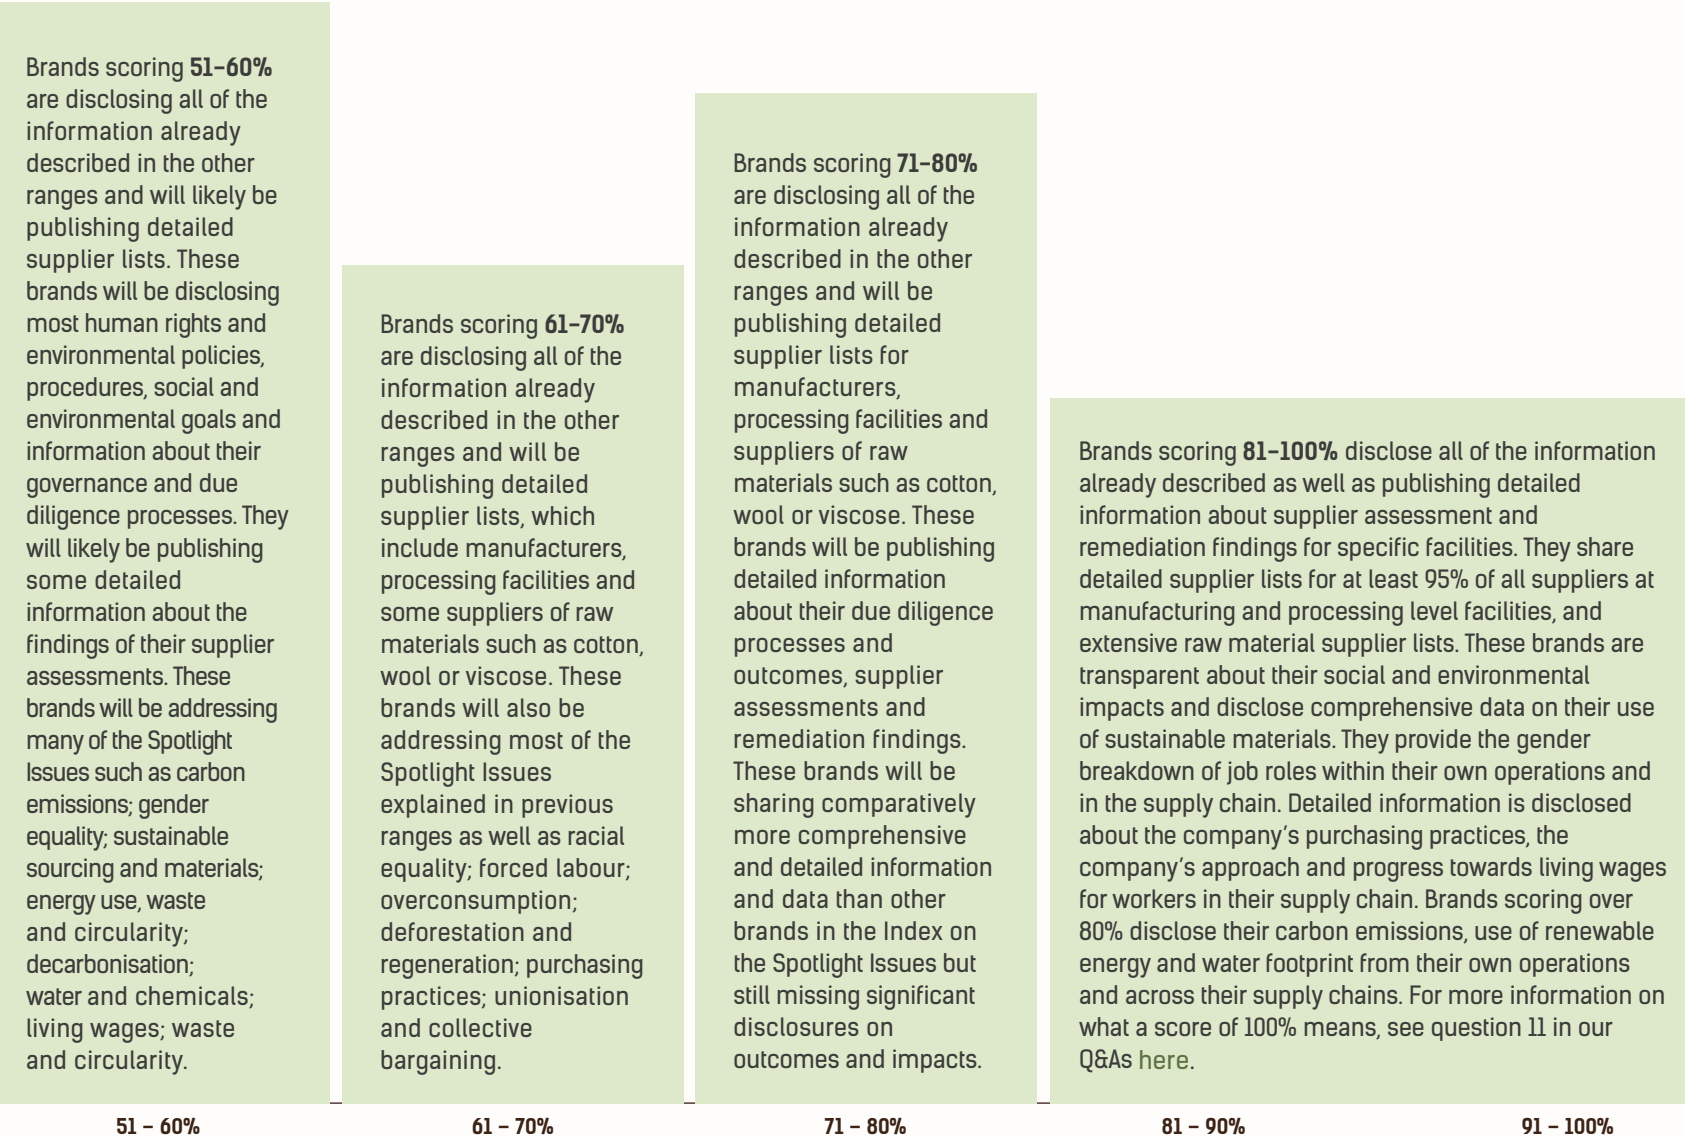 Brands scoring 51–60%
are disclosing all of the
information already
described in the other
ranges and will likely be
publishing detailed
supplier lists. These
brands will be disclosing
most human rights and
environmental policies,
procedures, social and
environmental goals and
information about their
governance and due
diligence processes. They
will likely be publishing
some detailed
information about the
findings of their supplier
assessments. These
brands will be addressing
many of the Spotlight
Issues such as carbon
emissions; gender
equality; sustainable
sourcing and materials;
energy use, waste
and circularity;
decarbonisation;
water and chemicals;
living wages; waste
and circularity.
51 – 60%
Brands scoring 61–70%
are disclosing all of the
information already
described in the other
ranges and will be
publishing detailed
supplier lists, which
include manufacturers,
processing facilities and
some suppliers of raw
materials such as cotton,
wool or viscose. These
brands will also be
addressing most of the
Spotlight Issues
explained in previous
ranges as well as racial
equality; forced labour;
overconsumption;
deforestation and
regeneration; purchasing
practices; unionisation
and collective
bargaining.
61 – 70%
Brands scoring 71–80%
are disclosing all of the
information already
described in the other
ranges and will be
publishing detailed
supplier lists for
manufacturers,
processing facilities and
suppliers of raw
materials such as cotton,
wool or viscose. These
brands will be publishing
detailed information
about their due diligence
processes and
outcomes, supplier
assessments and
remediation findings.
These brands will be
sharing comparatively
more comprehensive
and detailed information
and data than other
brands in the Index on
the Spotlight Issues but
still missing significant
disclosures on
outcomes and impacts.
71 – 80%
Brands scoring 81–100% disclose all of the information
already described as well as publishing detailed
information about supplier assessment and
remediation findings for specific facilities. They share
detailed supplier lists for at least 95% of all suppliers at
manufacturing and processing level facilities, and
extensive raw material supplier lists. These brands are
transparent about their social and environmental
impacts and disclose comprehensive data on their use
of sustainable materials. They provide the gender
breakdown of job roles within their own operations and
in the supply chain. Detailed information is disclosed
about the company's purchasing practices, the
company's approach and progress towards living wages
for workers in their supply chain. Brands scoring over
80% disclose their carbon emissions, use of renewable
energy and water footprint from their own operations
and across their supply chains. For more information on
what a score of 100% means, see question 11 in our
Q&As here.
81 – 90%
91 – 100%